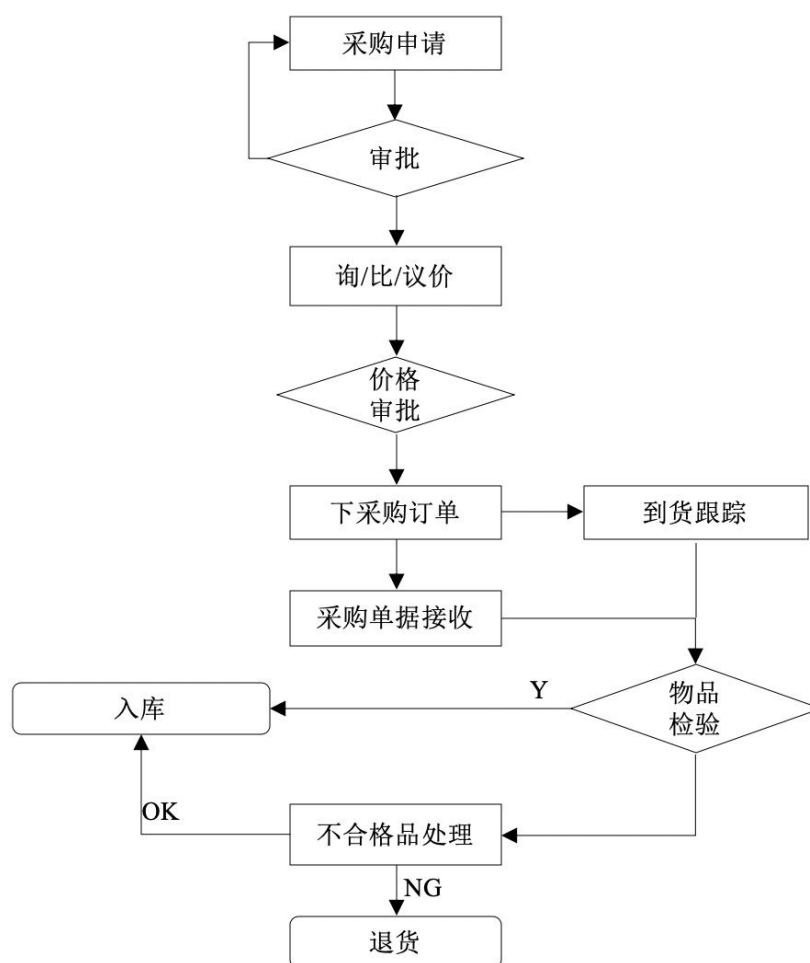 采购申请
审批
询/比/议价
价格
审批
下采购订单
到货跟踪
采购单据接收
Y
物品
检验
入库
OK
不合格品处理
NG
退货